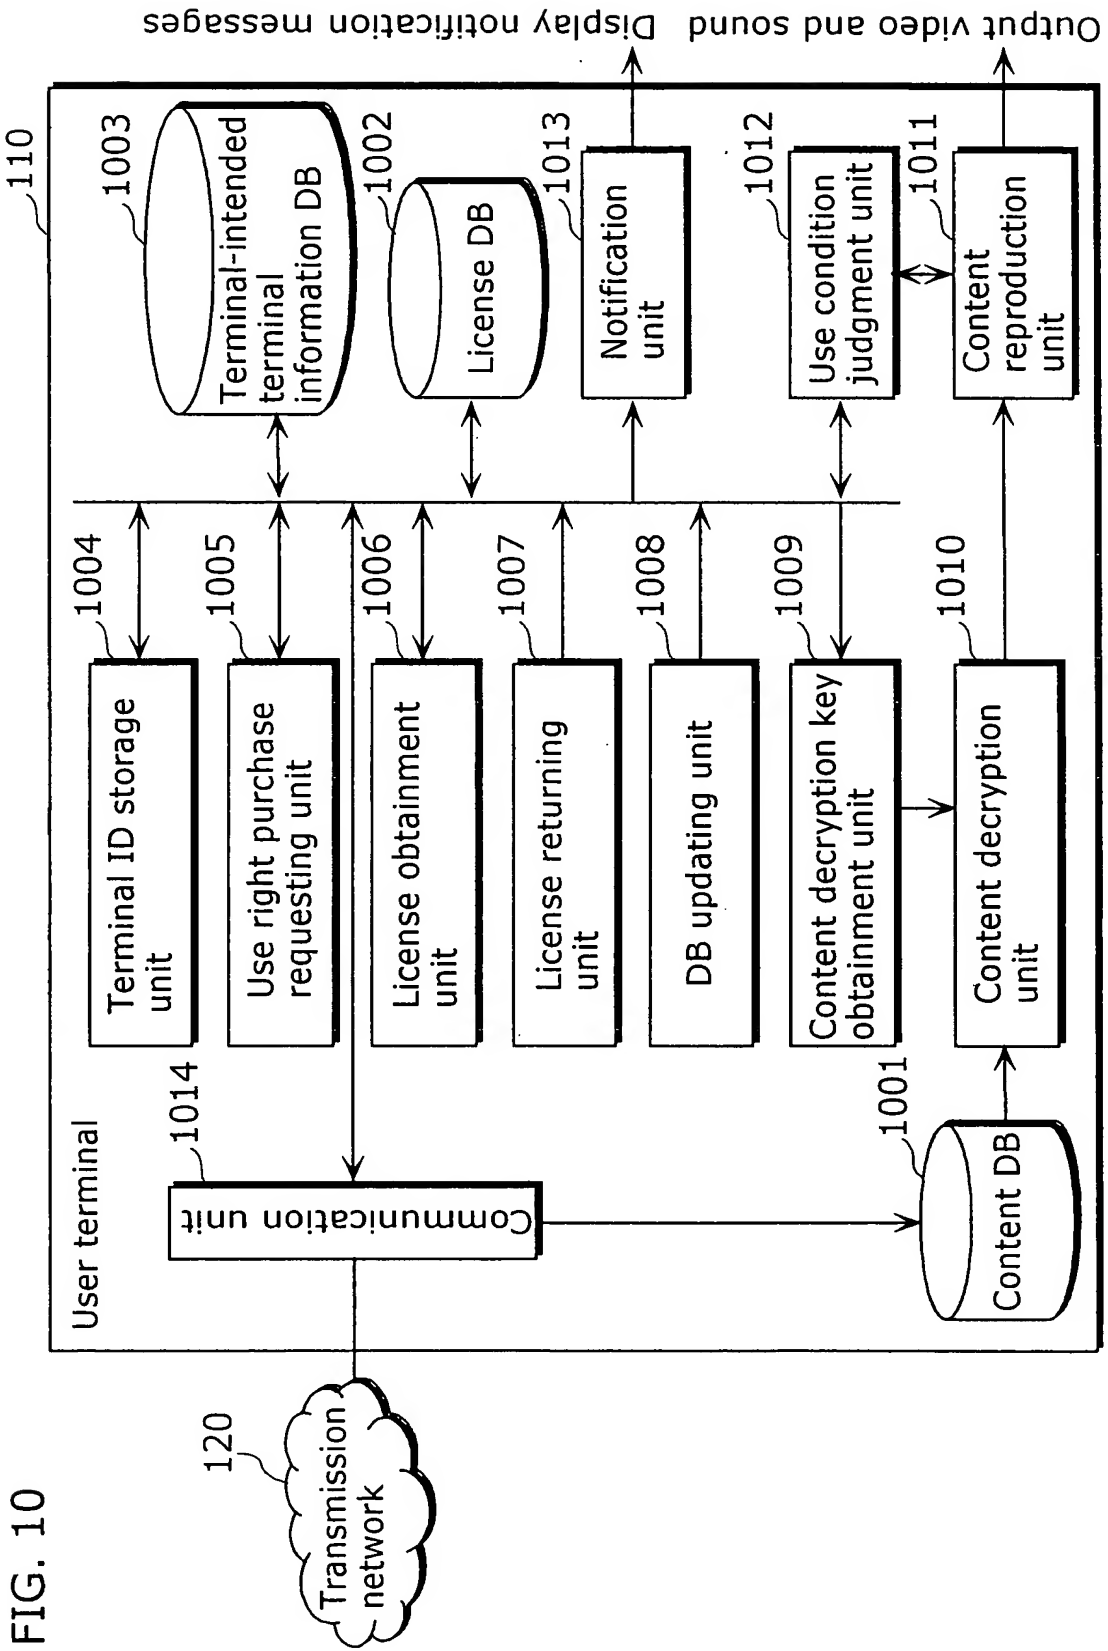 FIG. 10
110
User terminal
120
Transmission
network
1014
Communication unit
1004
Terminal ID storage
unit
1005
Use right purchase
requesting unit
1006
License obtainment
unit
1007
License returning
unit
1008
DB updating unit
1009
Content decryption key
obtainment unit
1001
Content DB
1010
Content decryption
unit
1003
Terminal-intended
terminal
information DB
1002
License DB
1013
Notification
unit
1012
Use condition
judgment unit
1011
Content
reproduction
unit
Display notification messages
Output video and sound